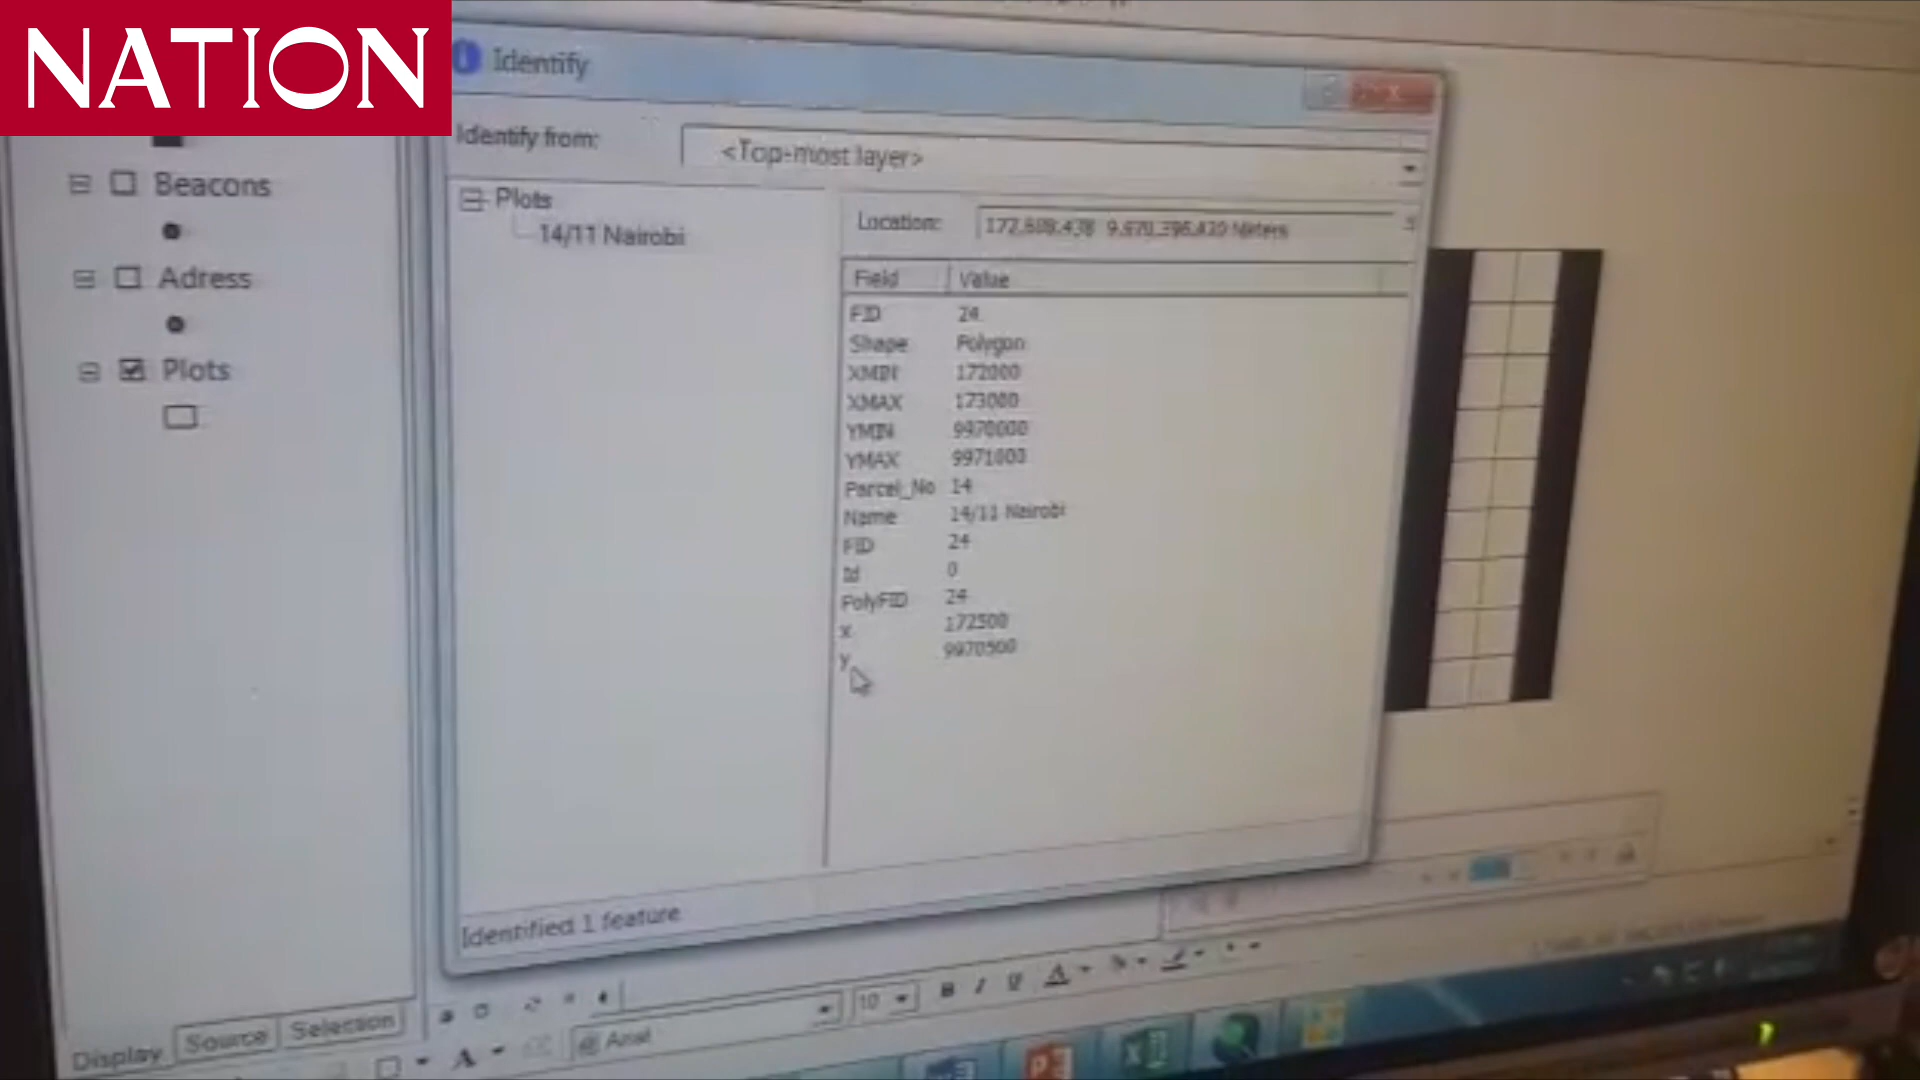 NATION
Identify
Identify from:
<Top-most layer>
Beacons
Adress
Plots
Plots
14/11 Nairobi
Location:
Meters
Field Value
FID 24
Shape Polygon
XMIN 172000
XMAX 173000
YMIN 9970000
YMAX 9971000
Parcel_No 14
Name 14/11 Nairobi
FID 24
Id 0
PolyFID 24
x 172500
y 9970500
Identified 1 feature
Display Source Selection
Arial
10
B I U A
A